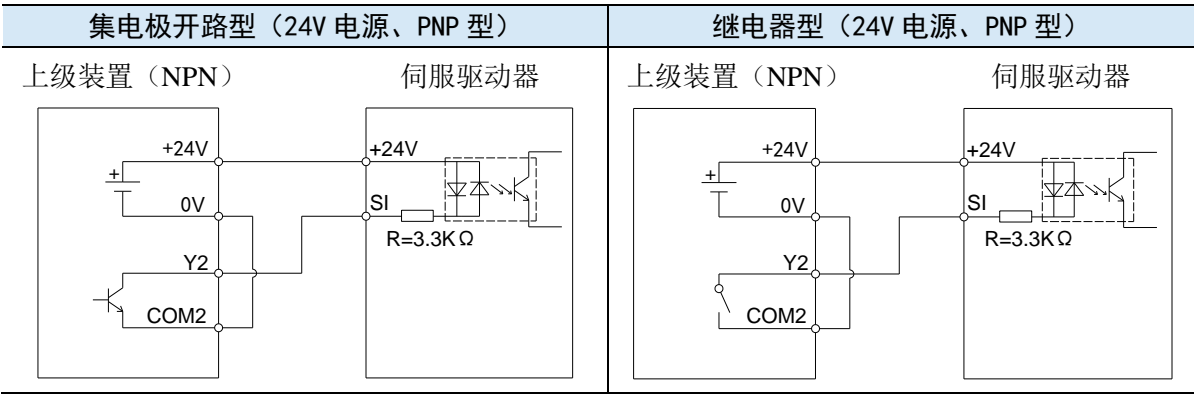 集电极开路型（24V 电源、PNP 型）
继电器型（24V 电源、PNP 型）
上级装置（NPN）
伺服驱动器
+24V
+24V
+
0V
SI
R=3.3KΩ
Y2
COM2
上级装置（NPN）
伺服驱动器
+24V
+24V
+
0V
SI
R=3.3KΩ
Y2
COM2